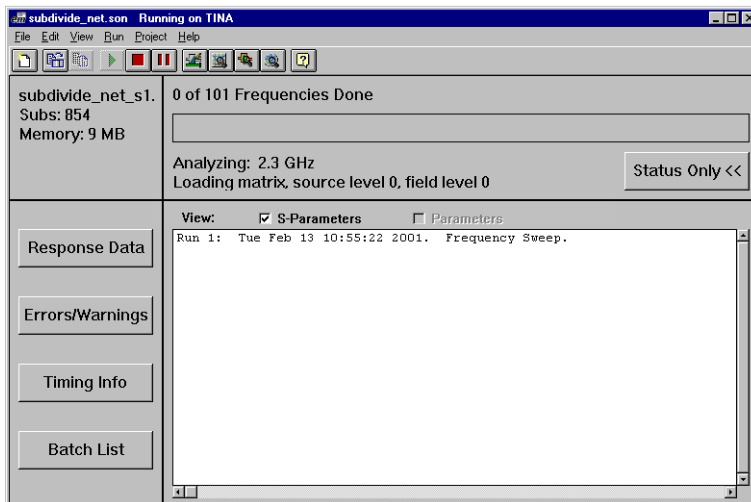 subdivide_net.son Running on TINA
File Edit View Run Project Help
subdivide_net_s1.
Subs: 854
Memory: 9 MB
0 of 101 Frequencies Done
Analyzing: 2.3 GHz
Loading matrix, source level 0, field level 0
Status Only <<
View: S-Parameters Parameters
Run 1: Tue Feb 13 10:55:22 2001. Frequency Sweep.
Response Data
Errors/Warnings
Timing Info
Batch List